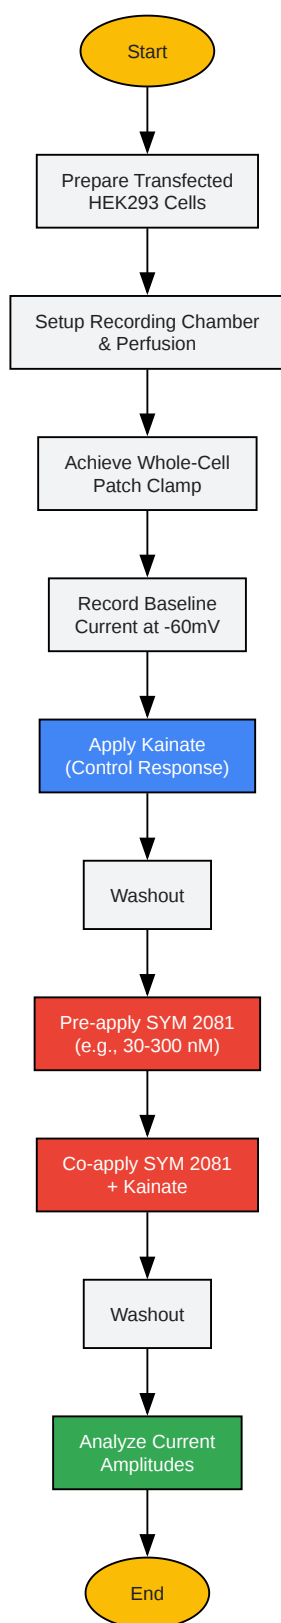 Start
Prepare Transfected
HEK293 Cells
Setup Recording Chamber
& Perfusion
Achieve Whole-Cell
Patch Clamp
Record Baseline
Current at -60mV
Apply Kainate
(Control Response)
Washout
Pre-apply SYM 2081
(e.g., 30-300 nM)
Co-apply SYM 2081
+ Kainate
Washout
Analyze Current
Amplitudes
End